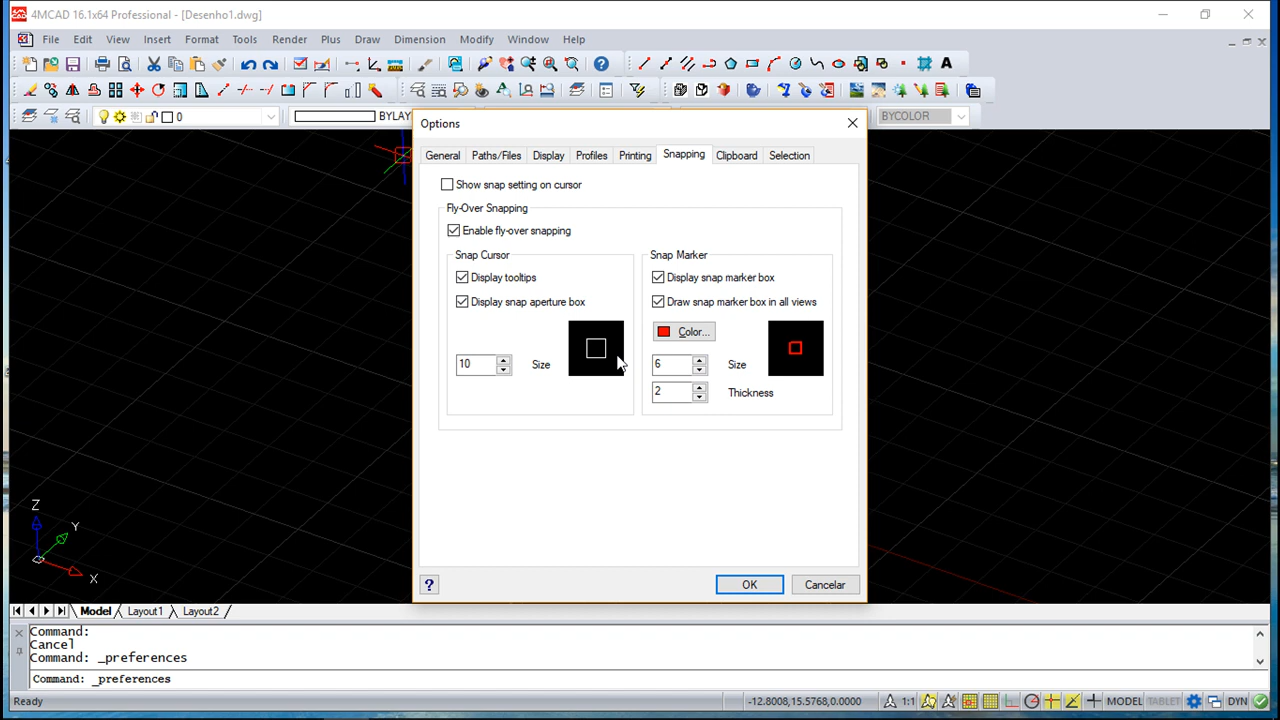 4MCAD 16.1x64 Professional - [Desenho1.dwg]
File Edit View Insert Format Tools Render Plus Draw Dimension Modify Window Help
0 BYLAY BYCOLOR
Options
General Paths/Files Display Profiles Printing Snapping Clipboard Selection
Show snap setting on cursor
Fly-Over Snapping
Enable fly-over snapping
Snap Cursor
Display tooltips
Display snap aperture box
10 Size
Snap Marker
Display snap marker box
Draw snap marker box in all views
Color...
6 Size
2 Thickness
? OK Cancelar
Z
Y
X
Model Layout1 Layout2
Command:
Cancel
Command: _preferences
Command: _preferences
Ready -12.8008,15.5768,0.0000 1:1 MODEL TABLET DYN